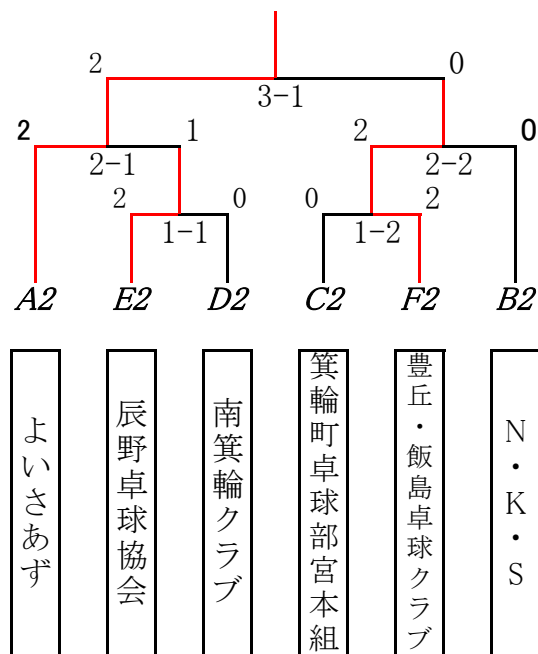 2
0
3-1
2
1
2
0
2-1
2-2
2
0
0
2
1-1
1-2
A2
E2
D2
C2
F2
B2
よいさあず
辰野卓球協会
南箕輪クラブ
箕輪町卓球部宮本組
豊丘・飯島卓球クラブ
N・K・S